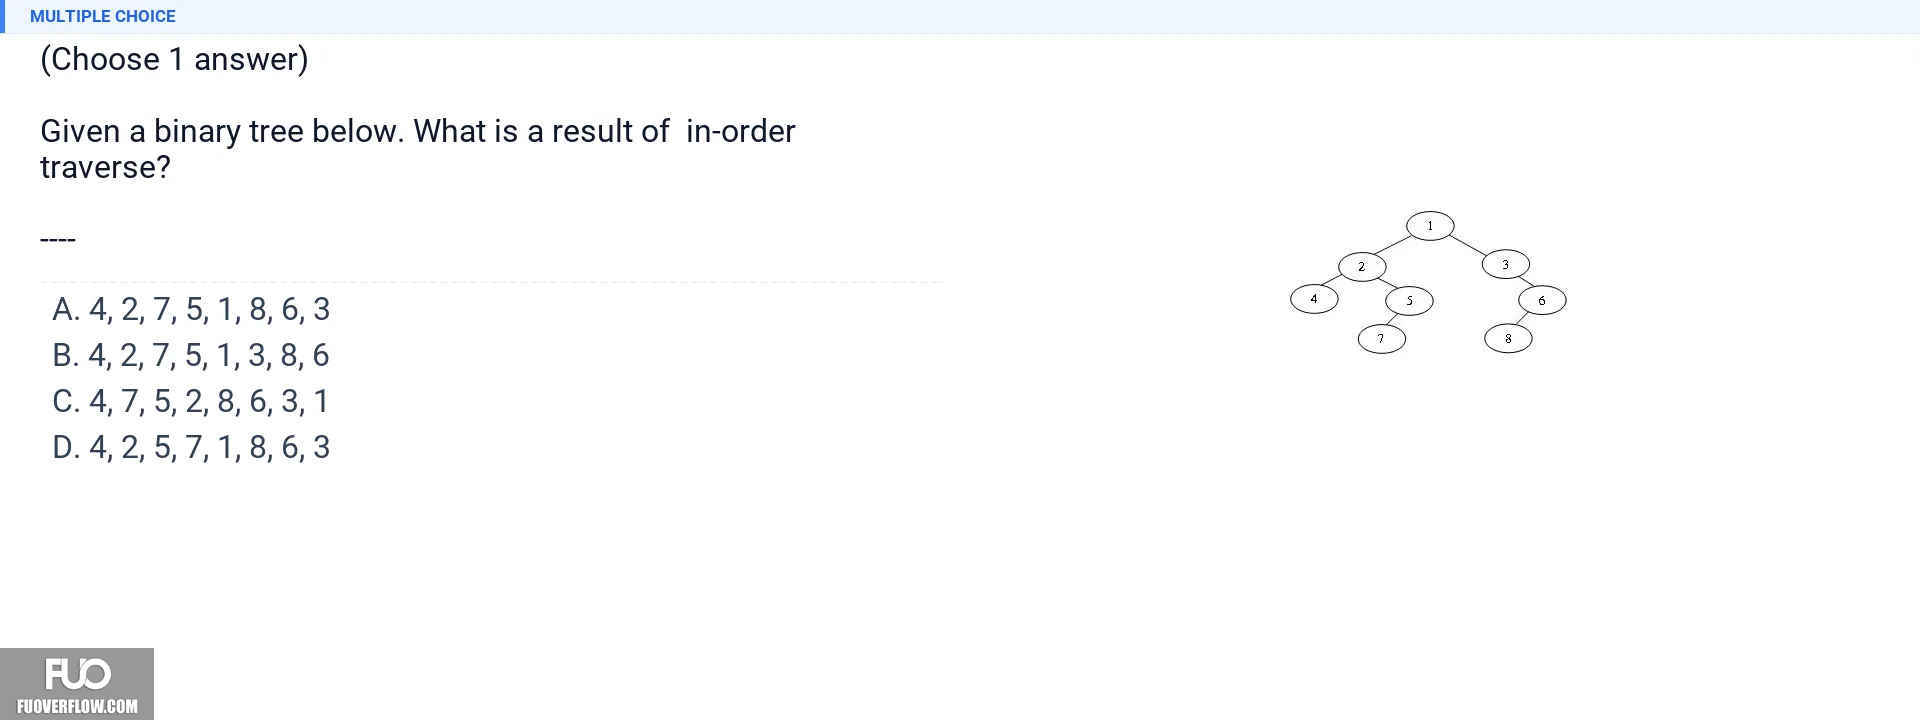 MULTIPLE CHOICE
(Choose 1 answer)
Given a binary tree below. What is a result of  in-order
traverse?
----
A. 4, 2, 7, 5, 1, 8, 6, 3
B. 4, 2, 7, 5, 1, 3, 8, 6
C. 4, 7, 5, 2, 8, 6, 3, 1
D. 4, 2, 5, 7, 1, 8, 6, 3
1
2
3
4
5
6
7
8
FUO
FUOVERFLOW.COM